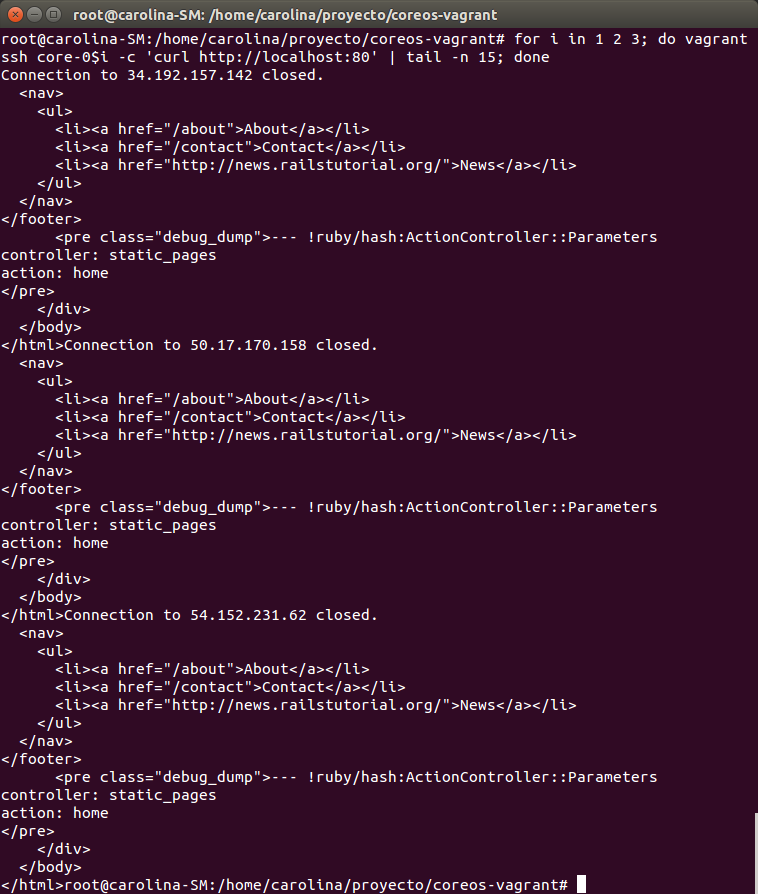 root@carolina-SM: /home/carolina/proyecto/coreos-vagrant
root@carolina-SM:/home/carolina/proyecto/coreos-vagrant# for i in 1 2 3; do vagrant
ssh core-0$i -c 'curl http://localhost:80' | tail -n 15; done
Connection to 34.192.157.142 closed.
  <nav>
    <ul>
      <li><a href="/about">About</a></li>
      <li><a href="/contact">Contact</a></li>
      <li><a href="http://news.railstutorial.org/">News</a></li>
    </ul>
  </nav>
</footer>
      <pre class="debug_dump">--- !ruby/hash:ActionController::Parameters
controller: static_pages
action: home
</pre>
    </div>
  </body>
</html>Connection to 50.17.170.158 closed.
  <nav>
    <ul>
      <li><a href="/about">About</a></li>
      <li><a href="/contact">Contact</a></li>
      <li><a href="http://news.railstutorial.org/">News</a></li>
    </ul>
  </nav>
</footer>
      <pre class="debug_dump">--- !ruby/hash:ActionController::Parameters
controller: static_pages
action: home
</pre>
    </div>
  </body>
</html>Connection to 54.152.231.62 closed.
  <nav>
    <ul>
      <li><a href="/about">About</a></li>
      <li><a href="/contact">Contact</a></li>
      <li><a href="http://news.railstutorial.org/">News</a></li>
    </ul>
  </nav>
</footer>
      <pre class="debug_dump">--- !ruby/hash:ActionController::Parameters
controller: static_pages
action: home
</pre>
    </div>
  </body>
</html>root@carolina-SM:/home/carolina/proyecto/coreos-vagrant#